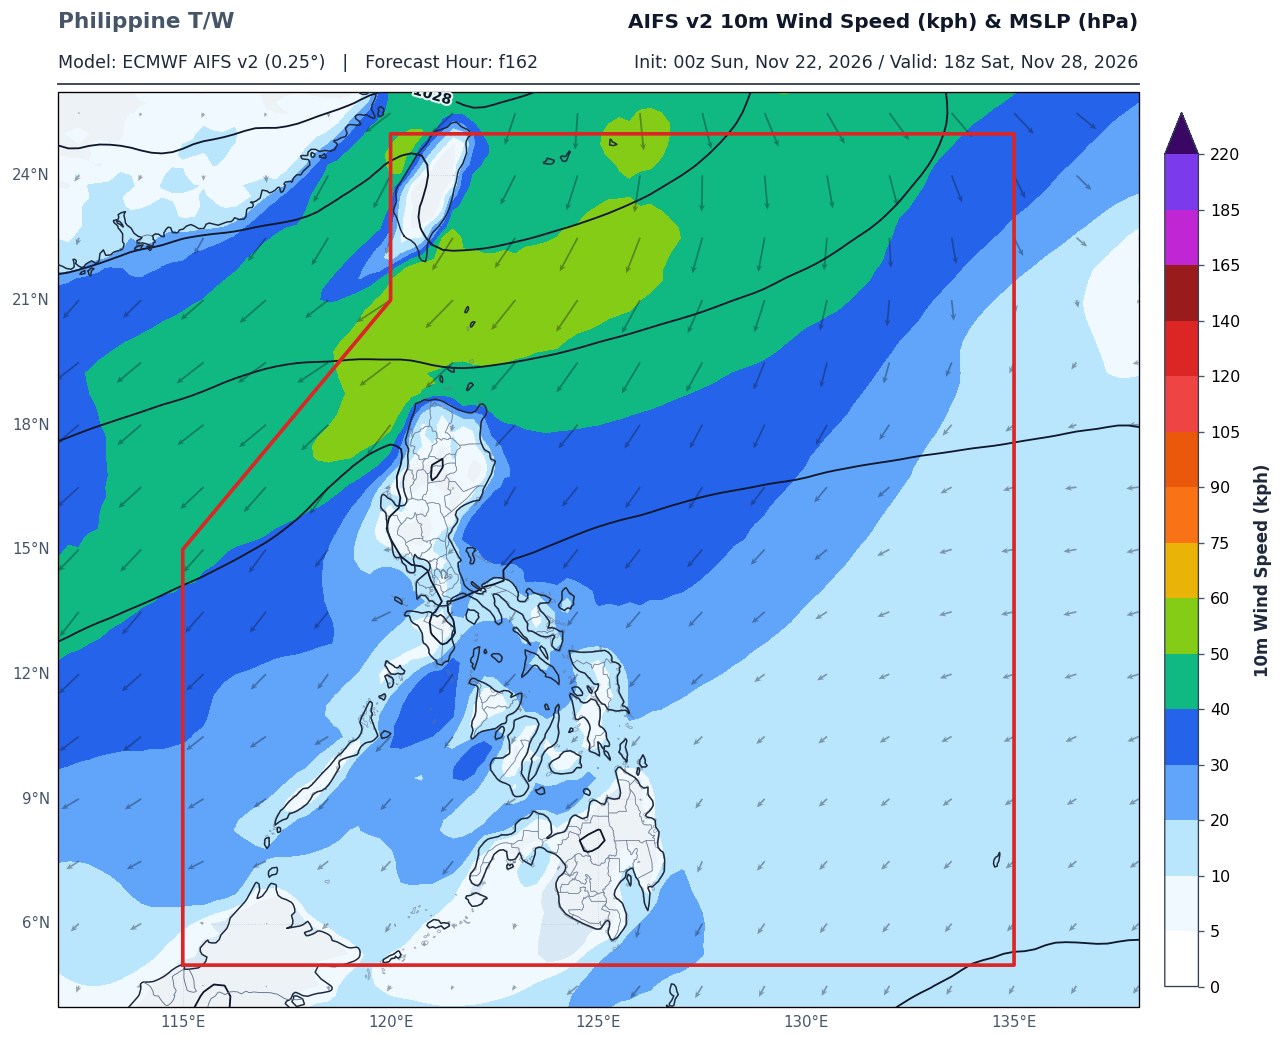 Philippine T/W
AIFS v2 10m Wind Speed (kph) & MSLP (hPa)
Model: ECMWF AIFS v2 (0.25°) | Forecast Hour: f162
Init: 00z Sun, Nov 22, 2026 / Valid: 18z Sat, Nov 28, 2026
1028
24°N
21°N
18°N
15°N
12°N
9°N
6°N
115°E
120°E
125°E
130°E
135°E
220
185
165
140
120
105
90
75
60
50
40
30
20
10
5
0
10m Wind Speed (kph)